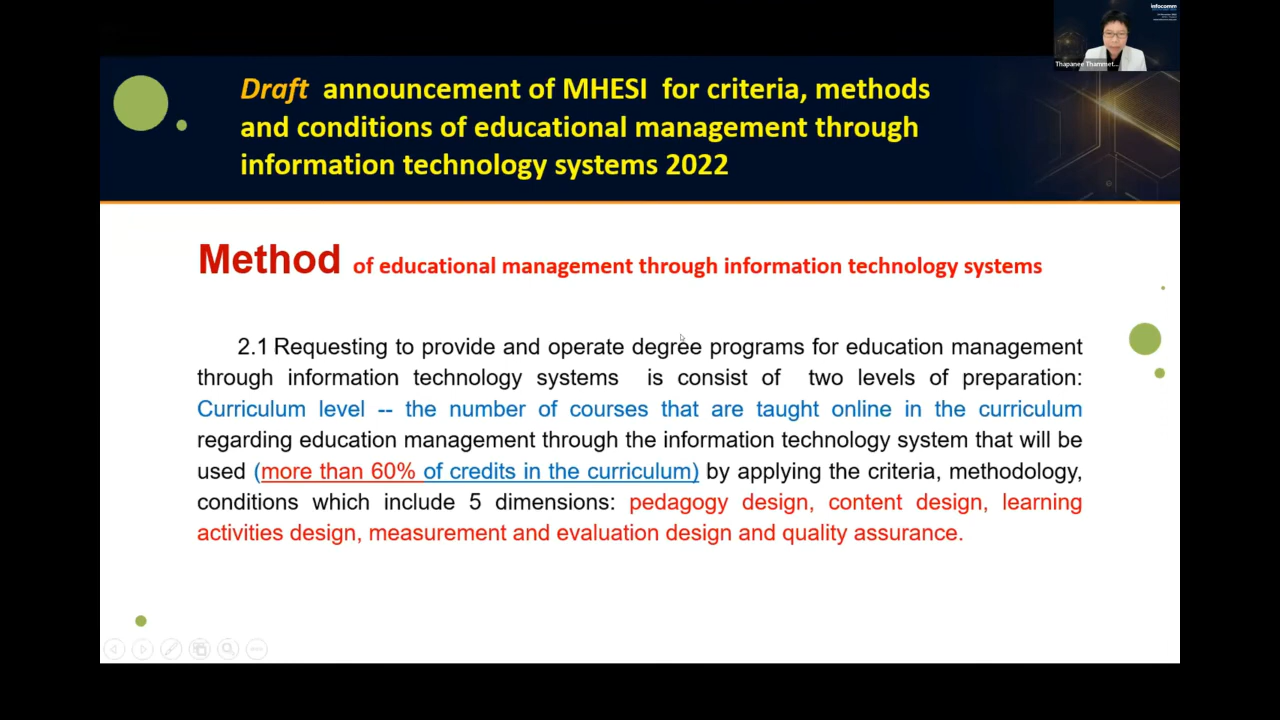 infocomm
Thapanee Thammet...
Draft announcement of MHESI for criteria, methods
and conditions of educational management through
information technology systems 2022
Method of educational management through information technology systems
2.1 Requesting to provide and operate degree programs for education management
through information technology systems is consist of two levels of preparation:
Curriculum level -- the number of courses that are taught online in the curriculum
regarding education management through the information technology system that will be
used (more than 60% of credits in the curriculum) by applying the criteria, methodology,
conditions which include 5 dimensions: pedagogy design, content design, learning
activities design, measurement and evaluation design and quality assurance.